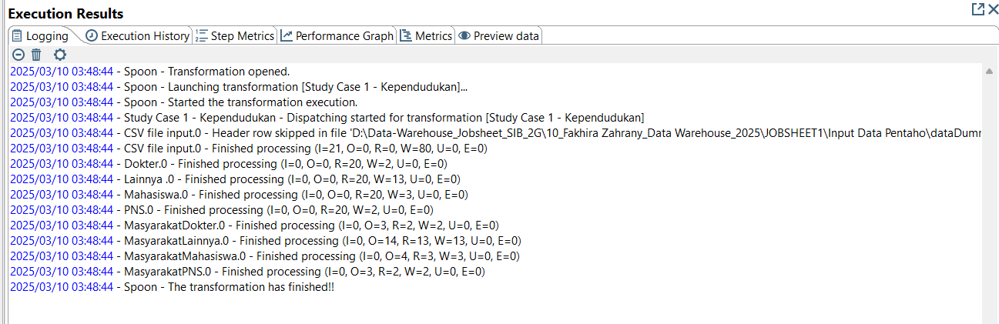 Execution Results
Logging Execution History Step Metrics Performance Graph Metrics Preview data
2025/03/10 03:48:44 - Spoon - Transformation opened.
2025/03/10 03:48:44 - Spoon - Launching transformation [Study Case 1 - Kependudukan]...
2025/03/10 03:48:44 - Spoon - Started the transformation execution.
2025/03/10 03:48:44 - Study Case 1 - Kependudukan - Dispatching started for transformation [Study Case 1 - Kependudukan]
2025/03/10 03:48:44 - CSV file input.0 - Header row skipped in file 'D:\Data-Warehouse_Jobsheet_SIB_2G\10_Fakhira Zahrany_Data Warehouse_2025\JOBSHEET1\Input Data Pentaho\dataDumm
2025/03/10 03:48:44 - CSV file input.0 - Finished processing (I=21, O=0, R=0, W=80, U=0, E=0)
2025/03/10 03:48:44 - Dokter.0 - Finished processing (I=0, O=0, R=20, W=2, U=0, E=0)
2025/03/10 03:48:44 - Lainnya .0 - Finished processing (I=0, O=0, R=20, W=13, U=0, E=0)
2025/03/10 03:48:44 - Mahasiswa.0 - Finished processing (I=0, O=0, R=20, W=3, U=0, E=0)
2025/03/10 03:48:44 - PNS.0 - Finished processing (I=0, O=0, R=20, W=2, U=0, E=0)
2025/03/10 03:48:44 - MasyarakatDokter.0 - Finished processing (I=0, O=3, R=2, W=2, U=0, E=0)
2025/03/10 03:48:44 - MasyarakatLainnya.0 - Finished processing (I=0, O=14, R=13, W=13, U=0, E=0)
2025/03/10 03:48:44 - MasyarakatMahasiswa.0 - Finished processing (I=0, O=4, R=3, W=3, U=0, E=0)
2025/03/10 03:48:44 - MasyarakatPNS.0 - Finished processing (I=0, O=3, R=2, W=2, U=0, E=0)
2025/03/10 03:48:44 - Spoon - The transformation has finished!!